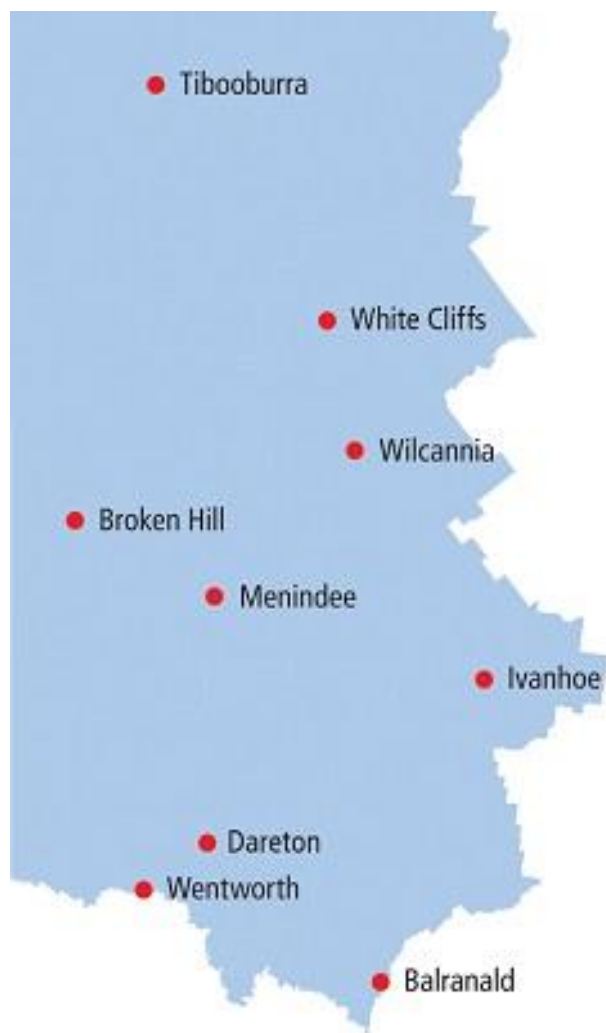 Tibooburra
White Cliffs
Wilcannia
Broken Hill
Menindee
Ivanhoe
Dareton
Wentworth
Balranald